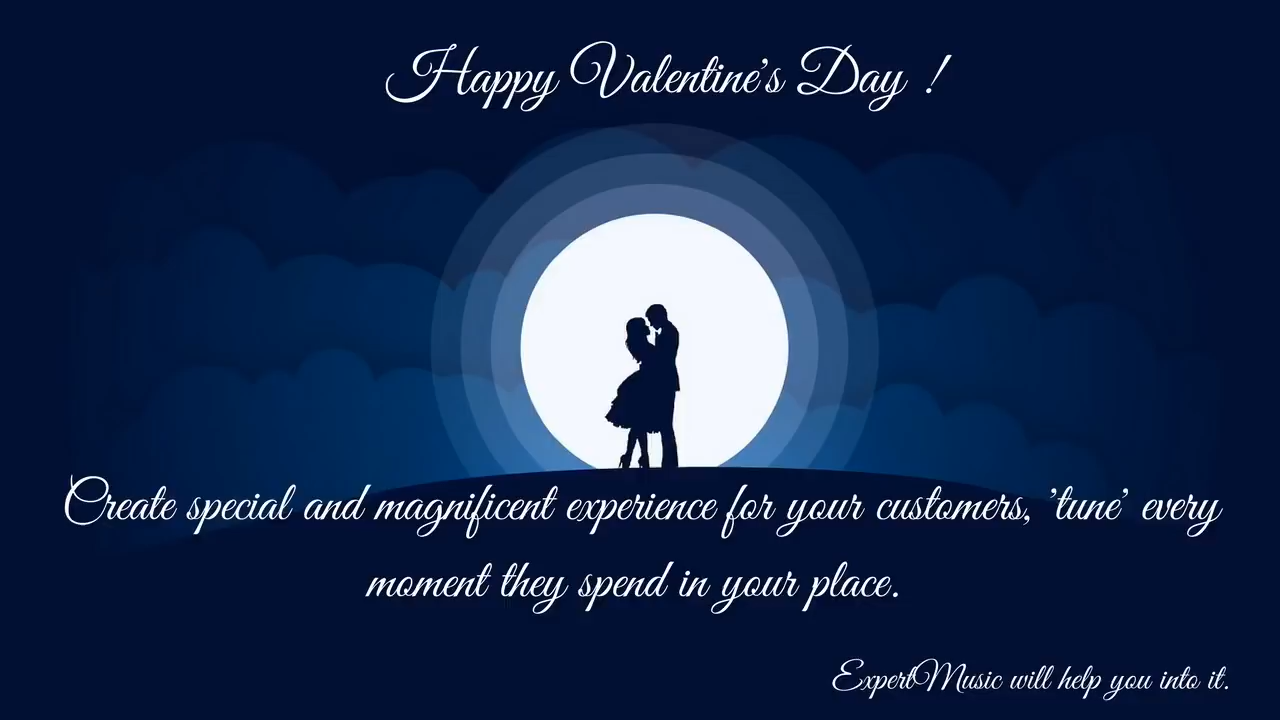 Happy Valentine's Day !
Create special and magnificent experience for your customers, 'tune' every
moment they spend in your place.
ExpertMusic will help you into it.